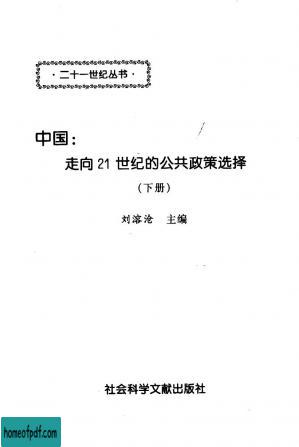 ·二十一世纪丛书·
中国：
走向 21 世纪的公共政策选择
(下册)
刘溶沧 主编
社会科学文献出版社
homeofpdf.com